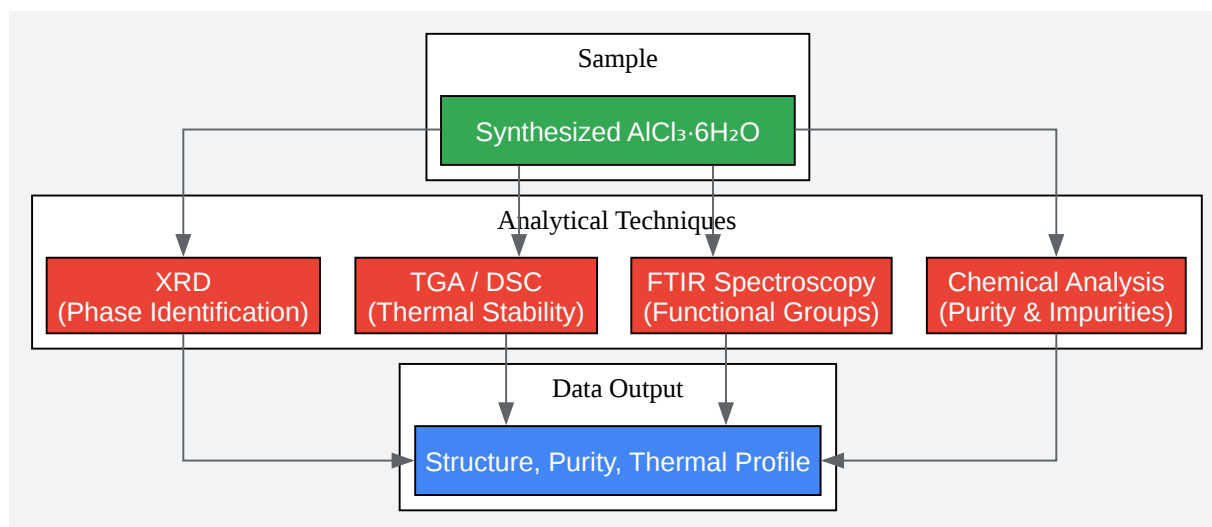 Sample
Synthesized AlCl₃·6H₂O
Analytical Techniques
XRD
(Phase Identification)
TGA / DSC
(Thermal Stability)
FTIR Spectroscopy
(Functional Groups)
Chemical Analysis
(Purity & Impurities)
Data Output
Structure, Purity, Thermal Profile